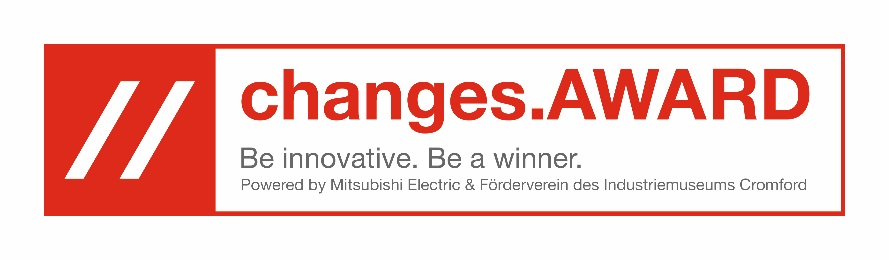 changes.AWARD
Be innovative. Be a winner.
Powered by Mitsubishi Electric & Förderverein des Industriemuseums Cromford